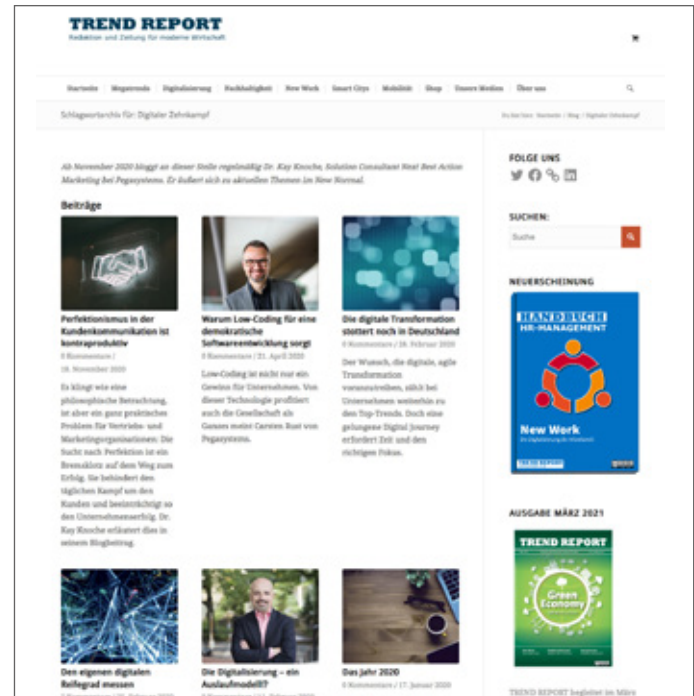 TREND REPORT
Redaktion und Zeitung für moderne Wirtschaft
Startseite Megatrends Digitalisierung Nachhaltigkeit New Work Smart Citys Mobilität Shop Unsere Medien Über uns
Schlagwortarchiv für: Digitaler Zehnkampf
Du bist hier: Startseite / Blog / Digitaler Zehnkampf
Ab November 2020 bloggt an dieser Stelle regelmäßig Dr. Kay Knoche, Solution Consultant Next Best Action
Marketing bei Pegasystems. Er äußert sich zu aktuellen Themen im New Normal.
Beiträge
Perfektionismus in der
Kundenkommunikation ist
kontraproduktiv
0 Kommentare /
18. November 2020
Es klingt wie eine
philosophische Betrachtung,
ist aber ein ganz praktisches
Problem für Vertriebs- und
Marketingorganisationen: Die
Sucht nach Perfektion ist ein
Bremsklotz auf dem Weg zum
Erfolg. Sie behindert den
täglichen Kampf um den
Kunden und beeinträchtigt so
den Unternehmenserfolg. Dr.
Kay Knoche erläutert dies in
seinem Blogbeitrag.
Warum Low-Coding für eine
demokratische
Softwareentwicklung sorgt
0 Kommentare / 21. April 2020
Low-Coding ist nicht nur ein
Gewinn für Unternehmen. Von
dieser Technologie profitiert
auch die Gesellschaft als
Ganzes meint Carsten Rust von
Pegasystems.
Die digitale Transformation
stottert noch in Deutschland
0 Kommentare / 28. Februar 2020
Der Wunsch, die digitale, agile
Transformation
voranzutreiben, zählt bei
Unternehmen weiterhin zu
den Top-Trends. Doch eine
gelungene Digital Journey
erfordert Zeit und den
richtigen Fokus.
Den eigenen digitalen
Reifegrad messen
Die Digitalisierung – ein
Auslaufmodell?
Das Jahr 2020
0 Kommentare / 17. Januar 2020
FOLGE UNS
SUCHEN:
Suche
NEUERSCHEINUNG
HANDBUCH
HR-MANAGEMENT
New Work
TREND REPORT
AUSGABE MÄRZ 2021
TREND REPORT
Green
Economy
TREND REPORT begleitet im März